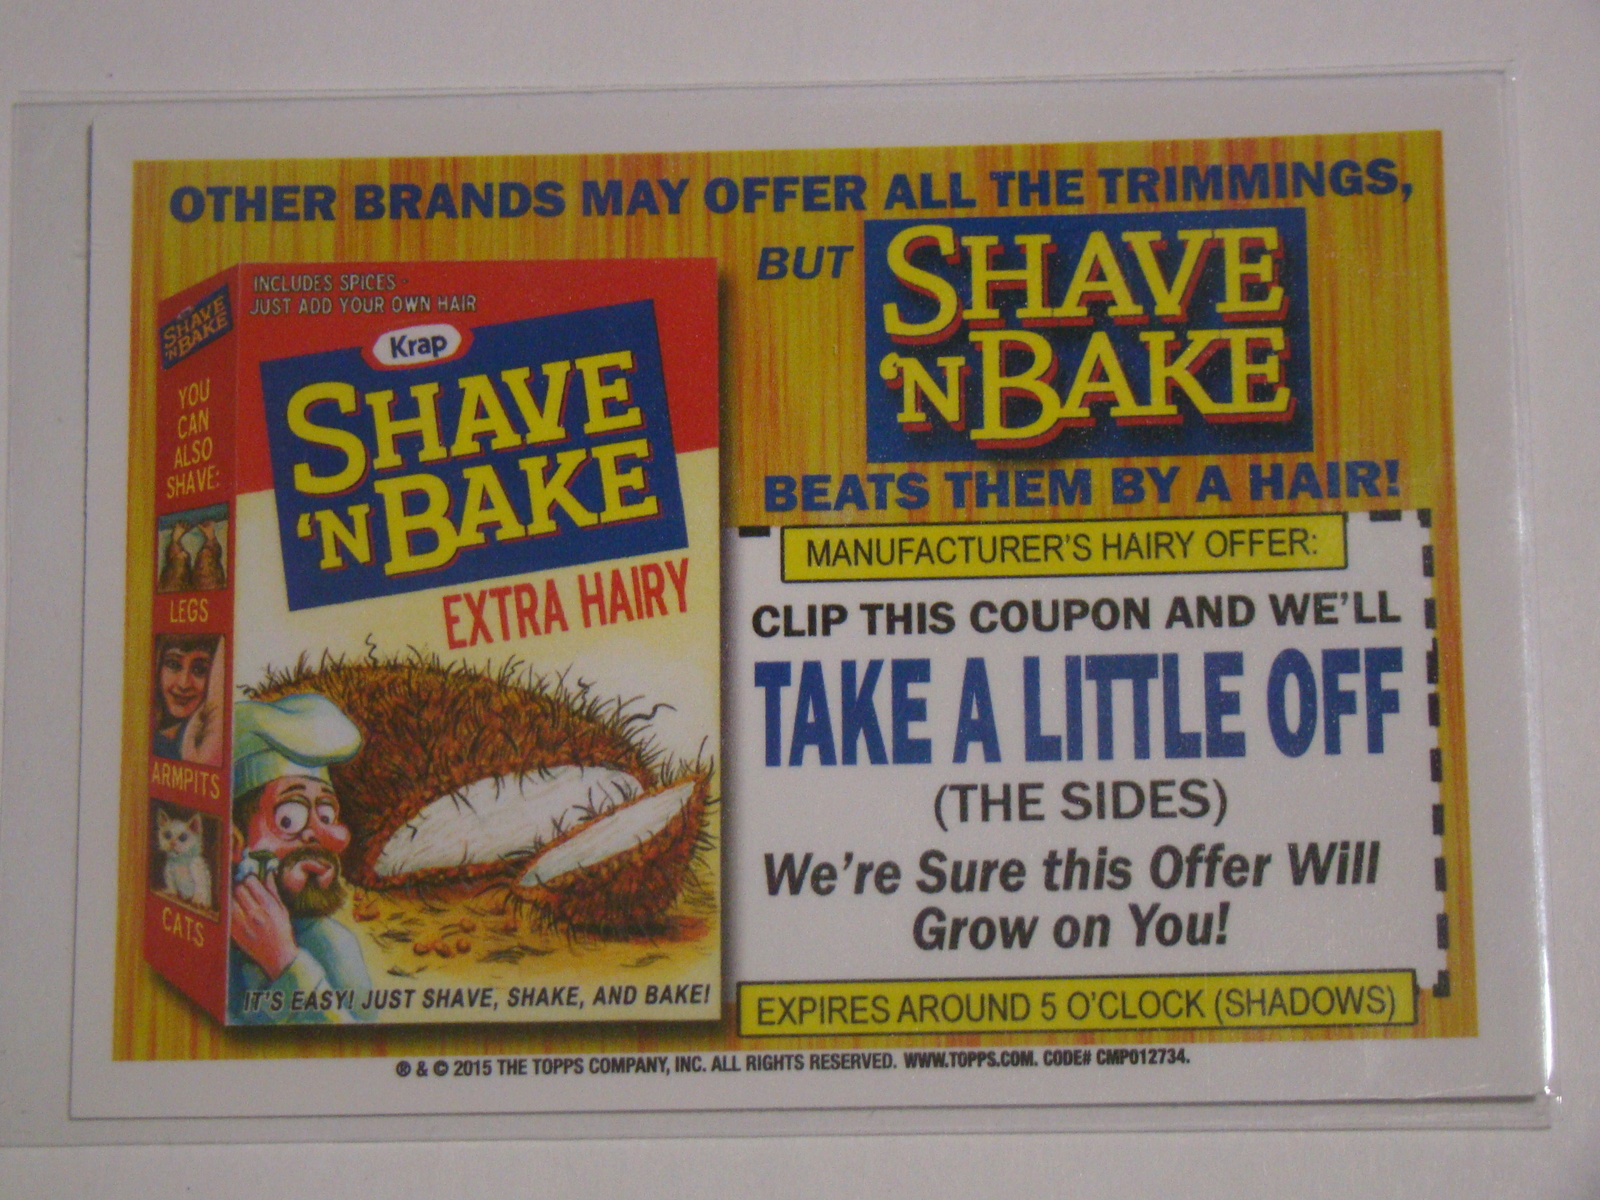 OTHER BRANDS MAY OFFER ALL THE TRIMMINGS,
BUT SHAVE
'N BAKE
BEATS THEM BY A HAIR!
INCLUDES SPICES -
JUST ADD YOUR OWN HAIR
Krap
SHAVE
'N BAKE
EXTRA HAIRY
IT'S EASY! JUST SHAVE, SHAKE, AND BAKE!
SHAVE
'N BAKE
YOU
CAN
ALSO
SHAVE:
LEGS
ARMPITS
CATS
MANUFACTURER'S HAIRY OFFER:
CLIP THIS COUPON AND WE'LL
TAKE A LITTLE OFF
(THE SIDES)
We're Sure this Offer Will
Grow on You!
EXPIRES AROUND 5 O'CLOCK (SHADOWS)
® & © 2015 THE TOPPS COMPANY, INC. ALL RIGHTS RESERVED. WWW.TOPPS.COM. CODE# CMP012734.